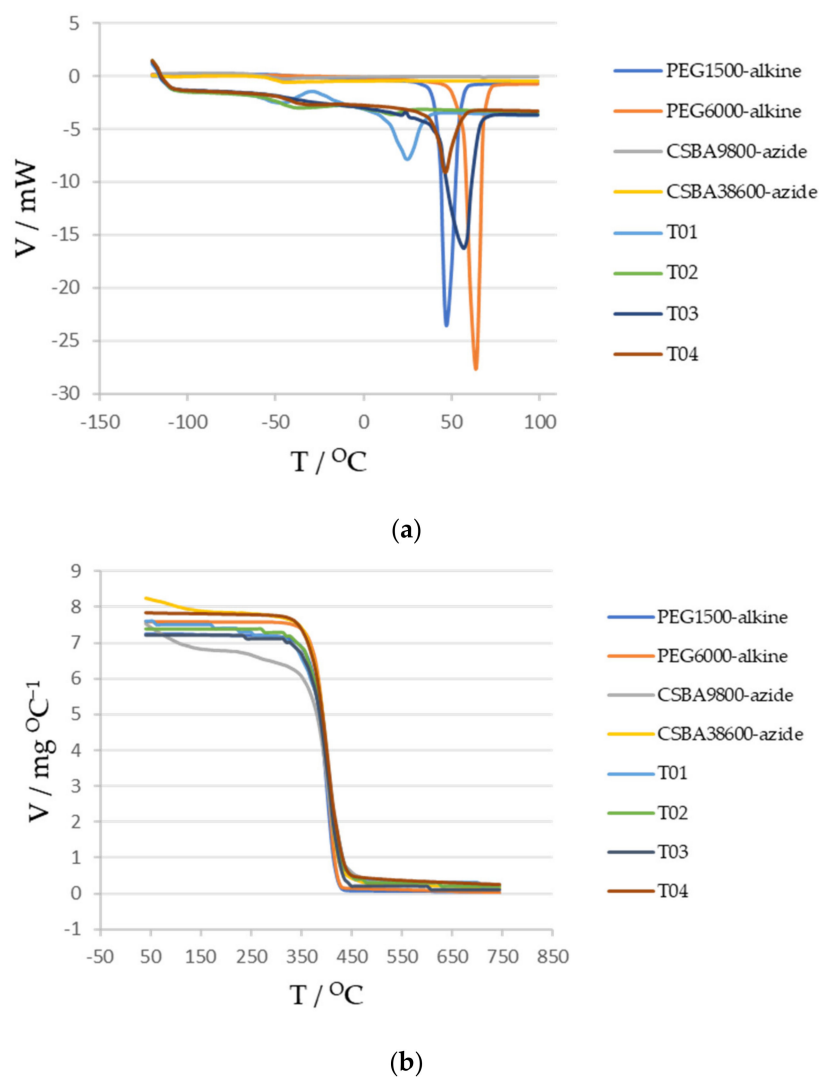 5
0
-5
-10
-15
-20
-25
-30
-150
-100
-50
0
50
100
V / mW
T / ᴼC
PEG1500-alkine
PEG6000-alkine
CSBA9800-azide
CSBA38600-azide
T01
T02
T03
T04
(a)
9
8
7
6
5
4
3
2
1
0
-1
-50
50
150
250
350
450
550
650
750
850
V / mg ᴼC⁻¹
T / ᴼC
PEG1500-alkine
PEG6000-alkine
CSBA9800-azide
CSBA38600-azide
T01
T02
T03
T04
(b)